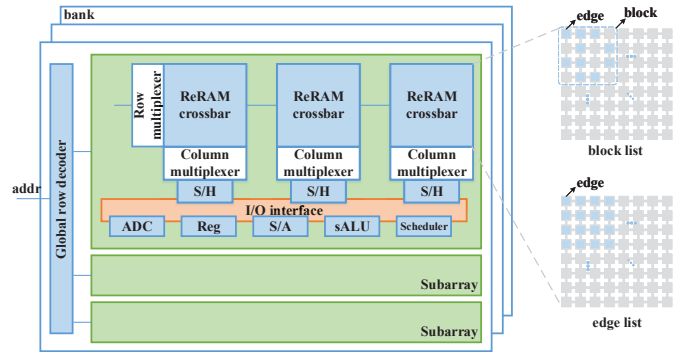 bank
edge
block
addr
Global row decoder
Row
multiplexer
ReRAM
crossbar
ReRAM
crossbar
ReRAM
crossbar
Column
multiplexer
Column
multiplexer
Column
multiplexer
S/H
S/H
S/H
I/O interface
ADC
Reg
S/A
sALU
Scheduler
Subarray
Subarray
block list
edge
edge list